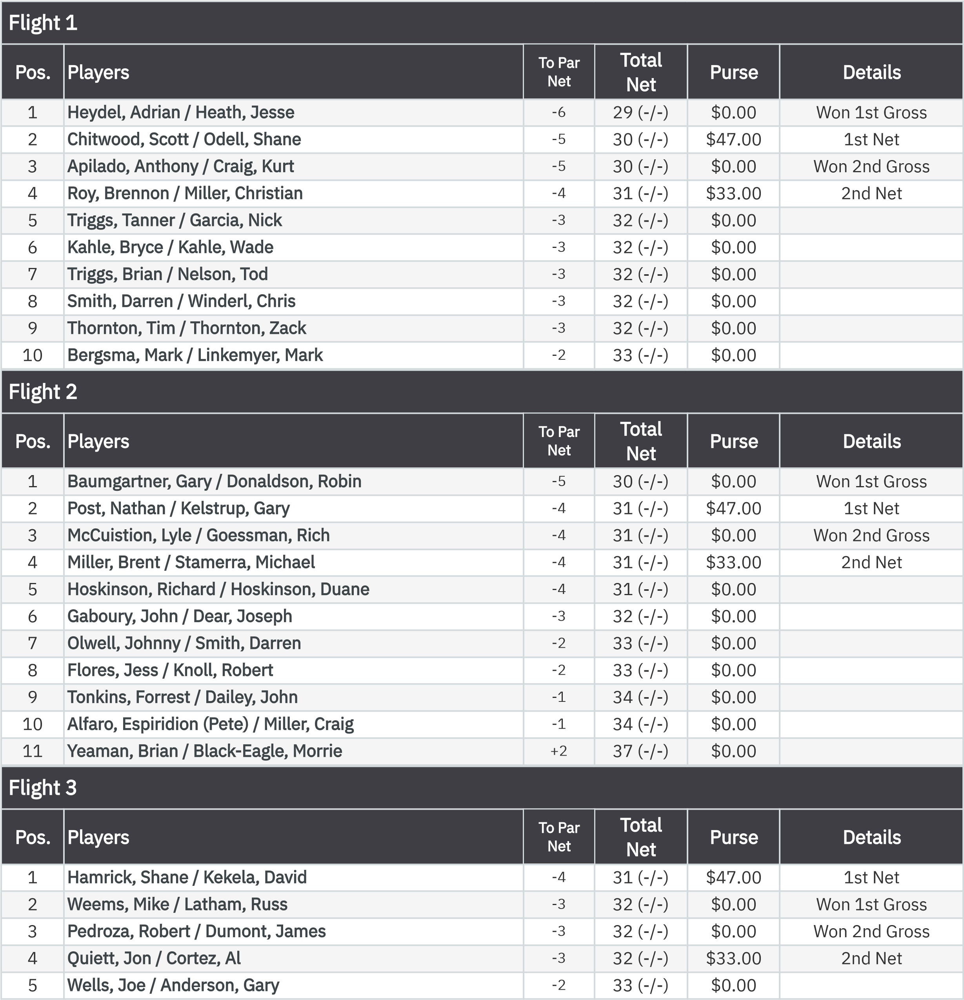 Flight 1
Pos. Players To Par Net Total Net Purse Details
1 Heydel, Adrian / Heath, Jesse -6 29 (-/-) $0.00 Won 1st Gross
2 Chitwood, Scott / Odell, Shane -5 30 (-/-) $47.00 1st Net
3 Apilado, Anthony / Craig, Kurt -5 30 (-/-) $0.00 Won 2nd Gross
4 Roy, Brennon / Miller, Christian -4 31 (-/-) $33.00 2nd Net
5 Triggs, Tanner / Garcia, Nick -3 32 (-/-) $0.00
6 Kahle, Bryce / Kahle, Wade -3 32 (-/-) $0.00
7 Triggs, Brian / Nelson, Tod -3 32 (-/-) $0.00
8 Smith, Darren / Winderl, Chris -3 32 (-/-) $0.00
9 Thornton, Tim / Thornton, Zack -3 32 (-/-) $0.00
10 Bergsma, Mark / Linkemyer, Mark -2 33 (-/-) $0.00
Flight 2
Pos. Players To Par Net Total Net Purse Details
1 Baumgartner, Gary / Donaldson, Robin -5 30 (-/-) $0.00 Won 1st Gross
2 Post, Nathan / Kelstrup, Gary -4 31 (-/-) $47.00 1st Net
3 McCuistion, Lyle / Goessman, Rich -4 31 (-/-) $0.00 Won 2nd Gross
4 Miller, Brent / Stamerra, Michael -4 31 (-/-) $33.00 2nd Net
5 Hoskinson, Richard / Hoskinson, Duane -4 31 (-/-) $0.00
6 Gaboury, John / Dear, Joseph -3 32 (-/-) $0.00
7 Olwell, Johnny / Smith, Darren -2 33 (-/-) $0.00
8 Flores, Jess / Knoll, Robert -2 33 (-/-) $0.00
9 Tonkins, Forrest / Dailey, John -1 34 (-/-) $0.00
10 Alfaro, Espiridion (Pete) / Miller, Craig -1 34 (-/-) $0.00
11 Yeaman, Brian / Black-Eagle, Morrie +2 37 (-/-) $0.00
Flight 3
Pos. Players To Par Net Total Net Purse Details
1 Hamrick, Shane / Kekela, David -4 31 (-/-) $47.00 1st Net
2 Weems, Mike / Latham, Russ -3 32 (-/-) $0.00 Won 1st Gross
3 Pedroza, Robert / Dumont, James -3 32 (-/-) $0.00 Won 2nd Gross
4 Quiett, Jon / Cortez, Al -3 32 (-/-) $33.00 2nd Net
5 Wells, Joe / Anderson, Gary -2 33 (-/-) $0.00